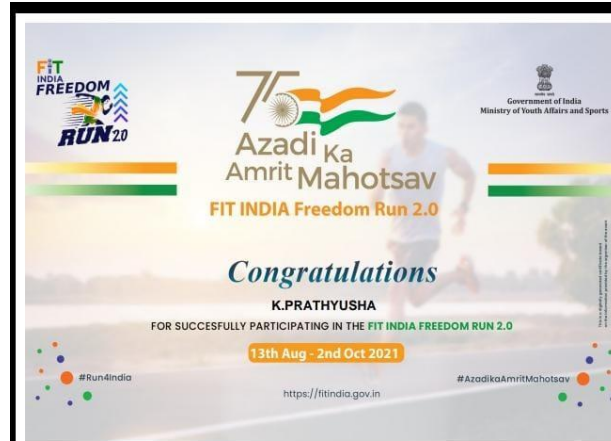 FIT
INDIA
FREEDOM
RUN 2.0
75
Azadi Ka
Amrit Mahotsav
FIT INDIA Freedom Run 2.0
Government of India
Ministry of Youth Affairs and Sports
Congratulations
K.PRATHYUSHA
FOR SUCCESFULLY PARTICIPATING IN THE FIT INDIA FREEDOM RUN 2.0
13th Aug - 2nd Oct 2021
#Run4India
#AzadikaAmritMahotsav
https://fitindia.gov.in